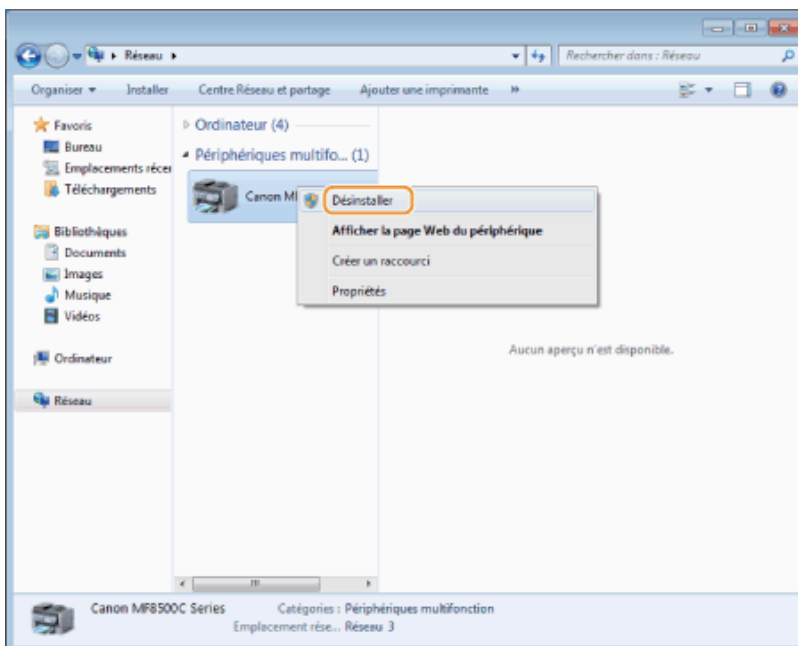 Réseau
Rechercher dans : Réseau
Organiser
Installer
Centre Réseau et partage
Ajouter une imprimante
»
Favoris
Bureau
Emplacements récen
Téléchargements
Bibliothèques
Documents
Images
Musique
Vidéos
Ordinateur
Réseau
Ordinateur (4)
Périphériques multifo... (1)
Canon MF
Désinstaller
Afficher la page Web du périphérique
Créer un raccourci
Propriétés
Aucun aperçu n'est disponible.
Canon MF8500C Series
Catégories : Périphériques multifonction
Emplacement rése... Réseau 3